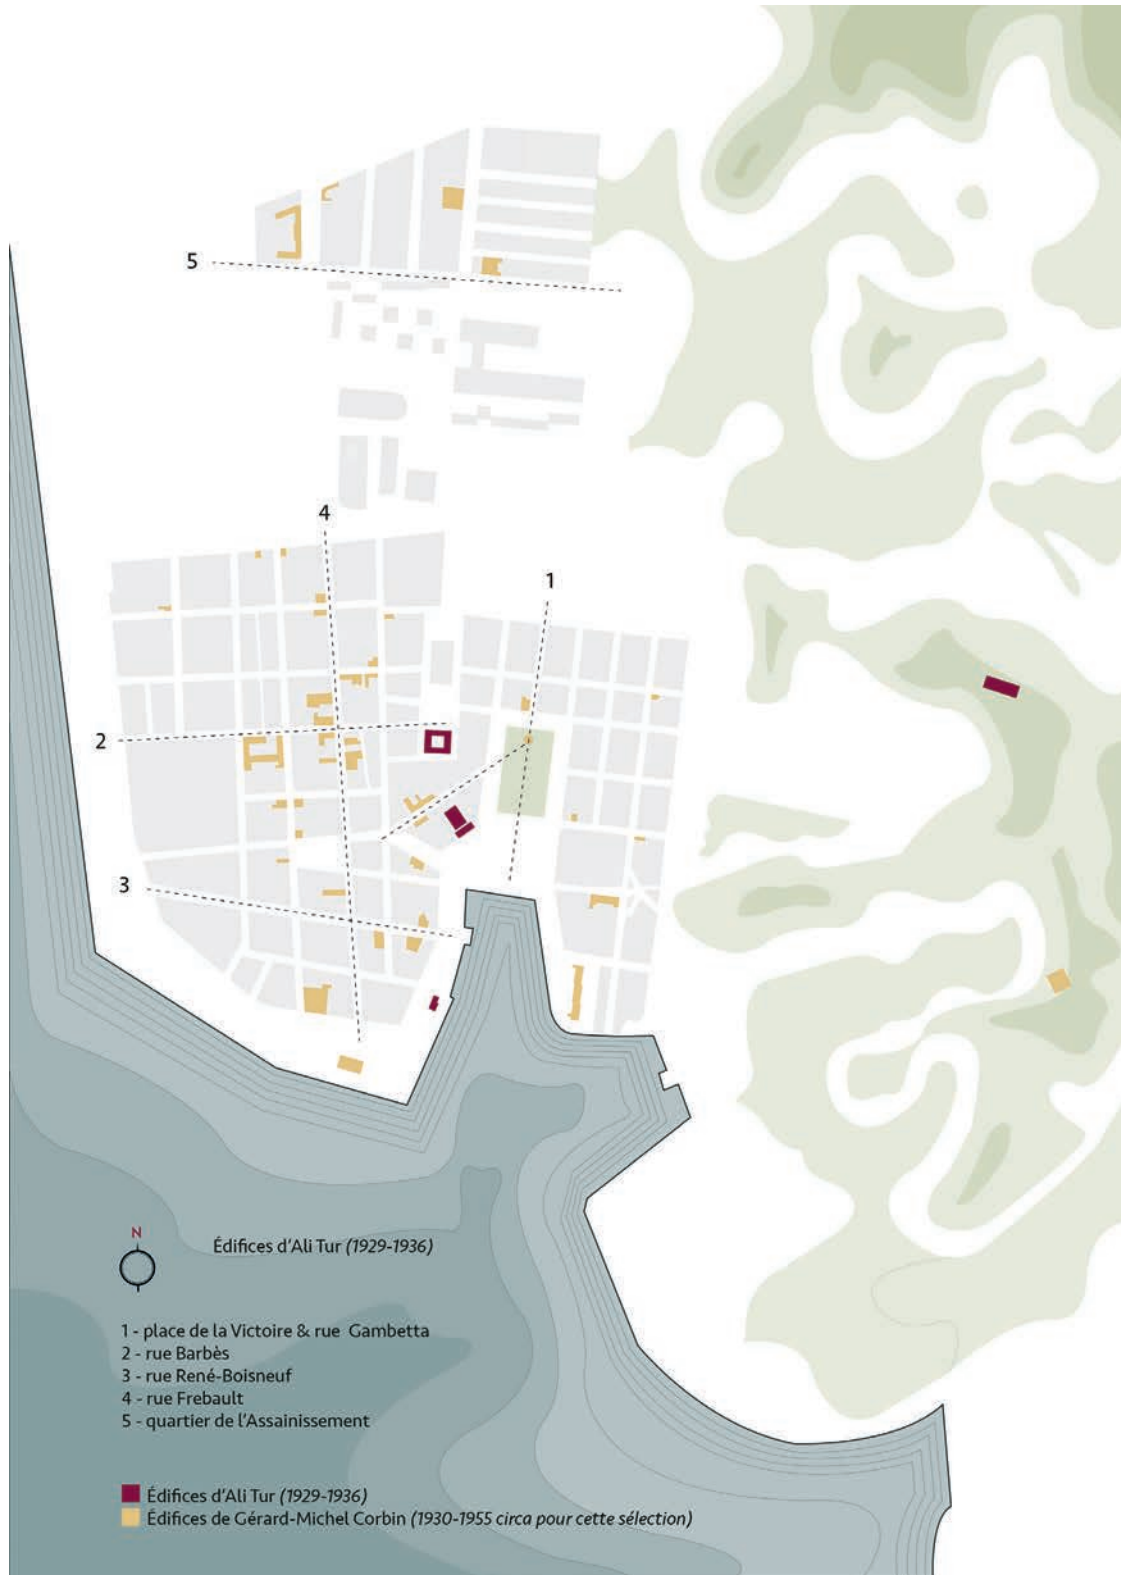 5
4
1
2
3
N
Édifices d'Ali Tur (1929-1936)
1 - place de la Victoire & rue Gambetta
2 - rue Barbès
3 - rue René-Boisneuf
4 - rue Frebault
5 - quartier de l'Assainissement
Édifices d'Ali Tur (1929-1936)
Édifices de Gérard-Michel Corbin (1930-1955 circa pour cette sélection)